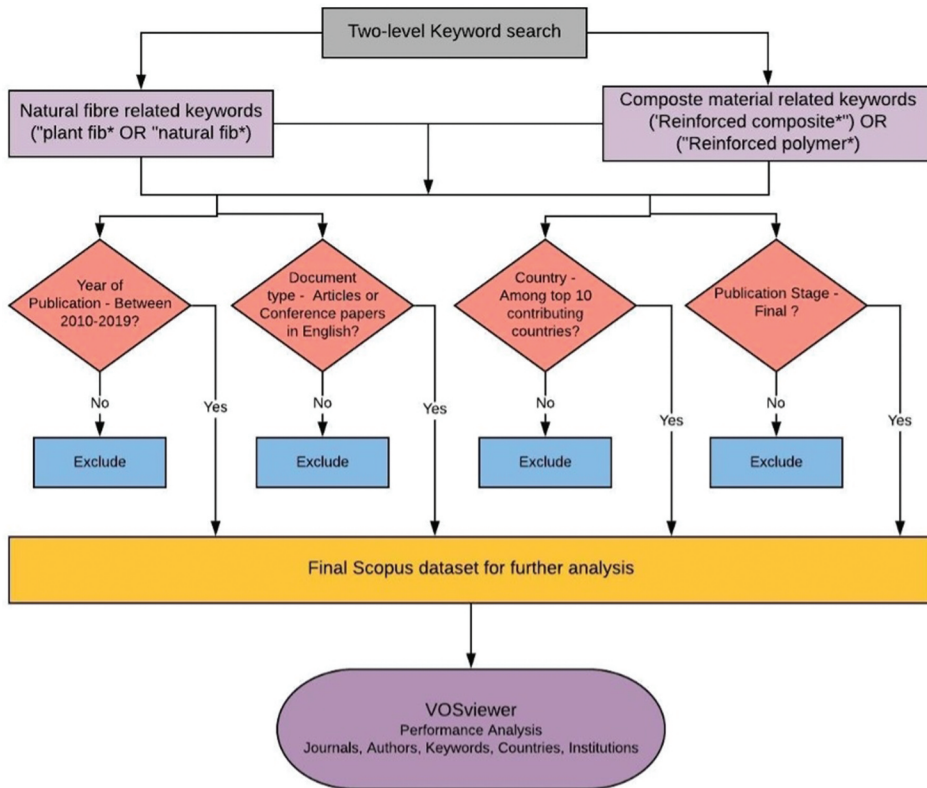 Two-level Keyword search
Natural fibre related keywords
("plant fib* OR "natural fib*)
Composte material related keywords
('Reinforced composite*") OR
("Reinforced polymer*)
Year of
Publication - Between
2010-2019?
Document
type - Articles or
Conference papers
in English?
Country -
Among top 10
contributing
countries?
Publication Stage -
Final ?
No
Yes
No
Yes
No
Yes
No
Yes
Exclude
Exclude
Exclude
Exclude
Final Scopus dataset for further analysis
VOSviewer
Performance Analysis
Journals, Authors, Keywords, Countries, Institutions